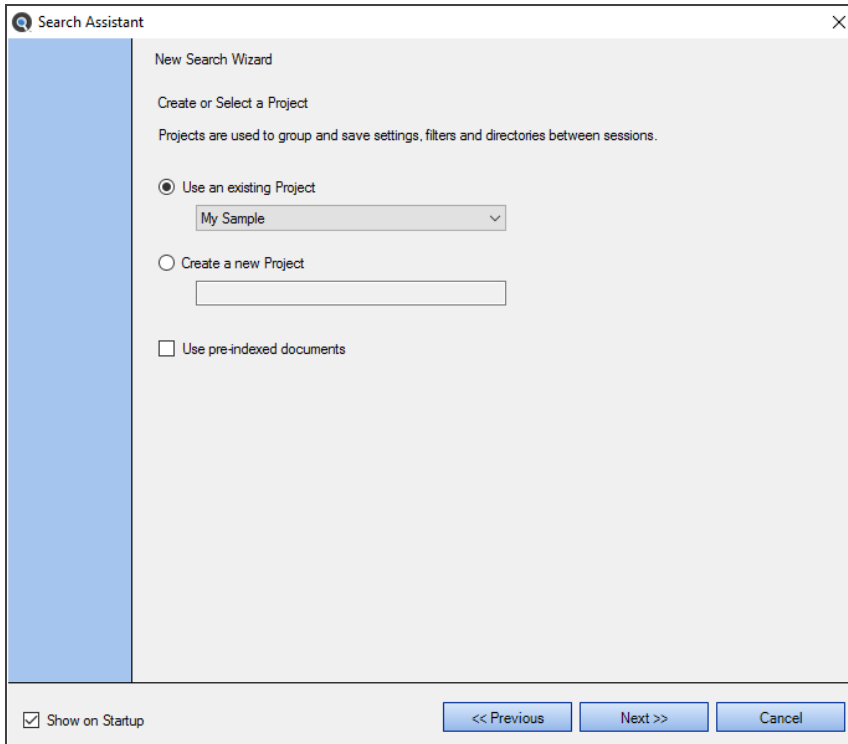 Search Assistant
New Search Wizard
Create or Select a Project
Projects are used to group and save settings, filters and directories between sessions.
Use an existing Project
My Sample
Create a new Project
Use pre-indexed documents
Show on Startup
<< Previous
Next >>
Cancel